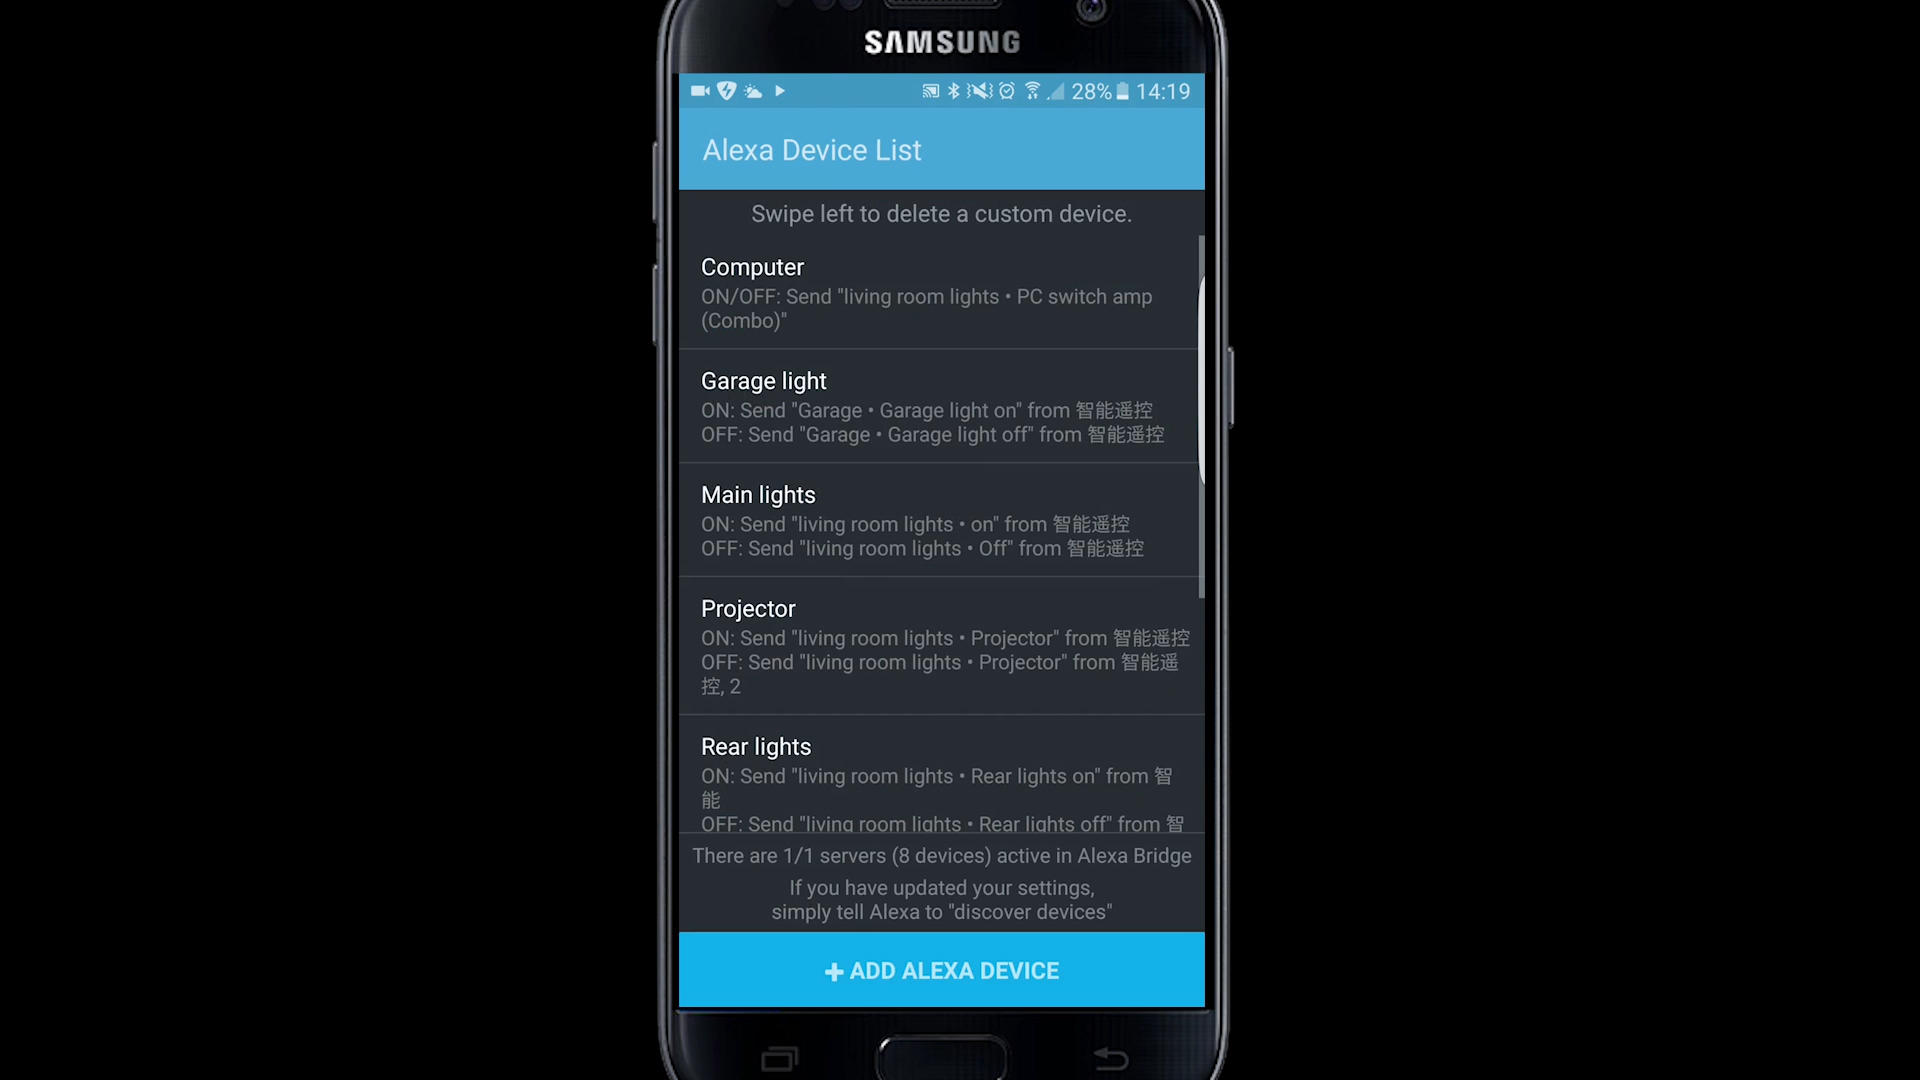 SAMSUNG
28% 14:19
Alexa Device List
Swipe left to delete a custom device.
Computer
ON/OFF: Send "living room lights • PC switch amp
(Combo)"
Garage light
ON: Send "Garage • Garage light on" from 智能遥控
OFF: Send "Garage • Garage light off" from 智能遥控
Main lights
ON: Send "living room lights • on" from 智能遥控
OFF: Send "living room lights • Off" from 智能遥控
Projector
ON: Send "living room lights • Projector" from 智能遥控
OFF: Send "living room lights • Projector" from 智能遥
控, 2
Rear lights
ON: Send "living room lights • Rear lights on" from 智
能
OFF: Send "living room lights • Rear lights off" from 智
There are 1/1 servers (8 devices) active in Alexa Bridge
If you have updated your settings,
simply tell Alexa to "discover devices"
+ ADD ALEXA DEVICE